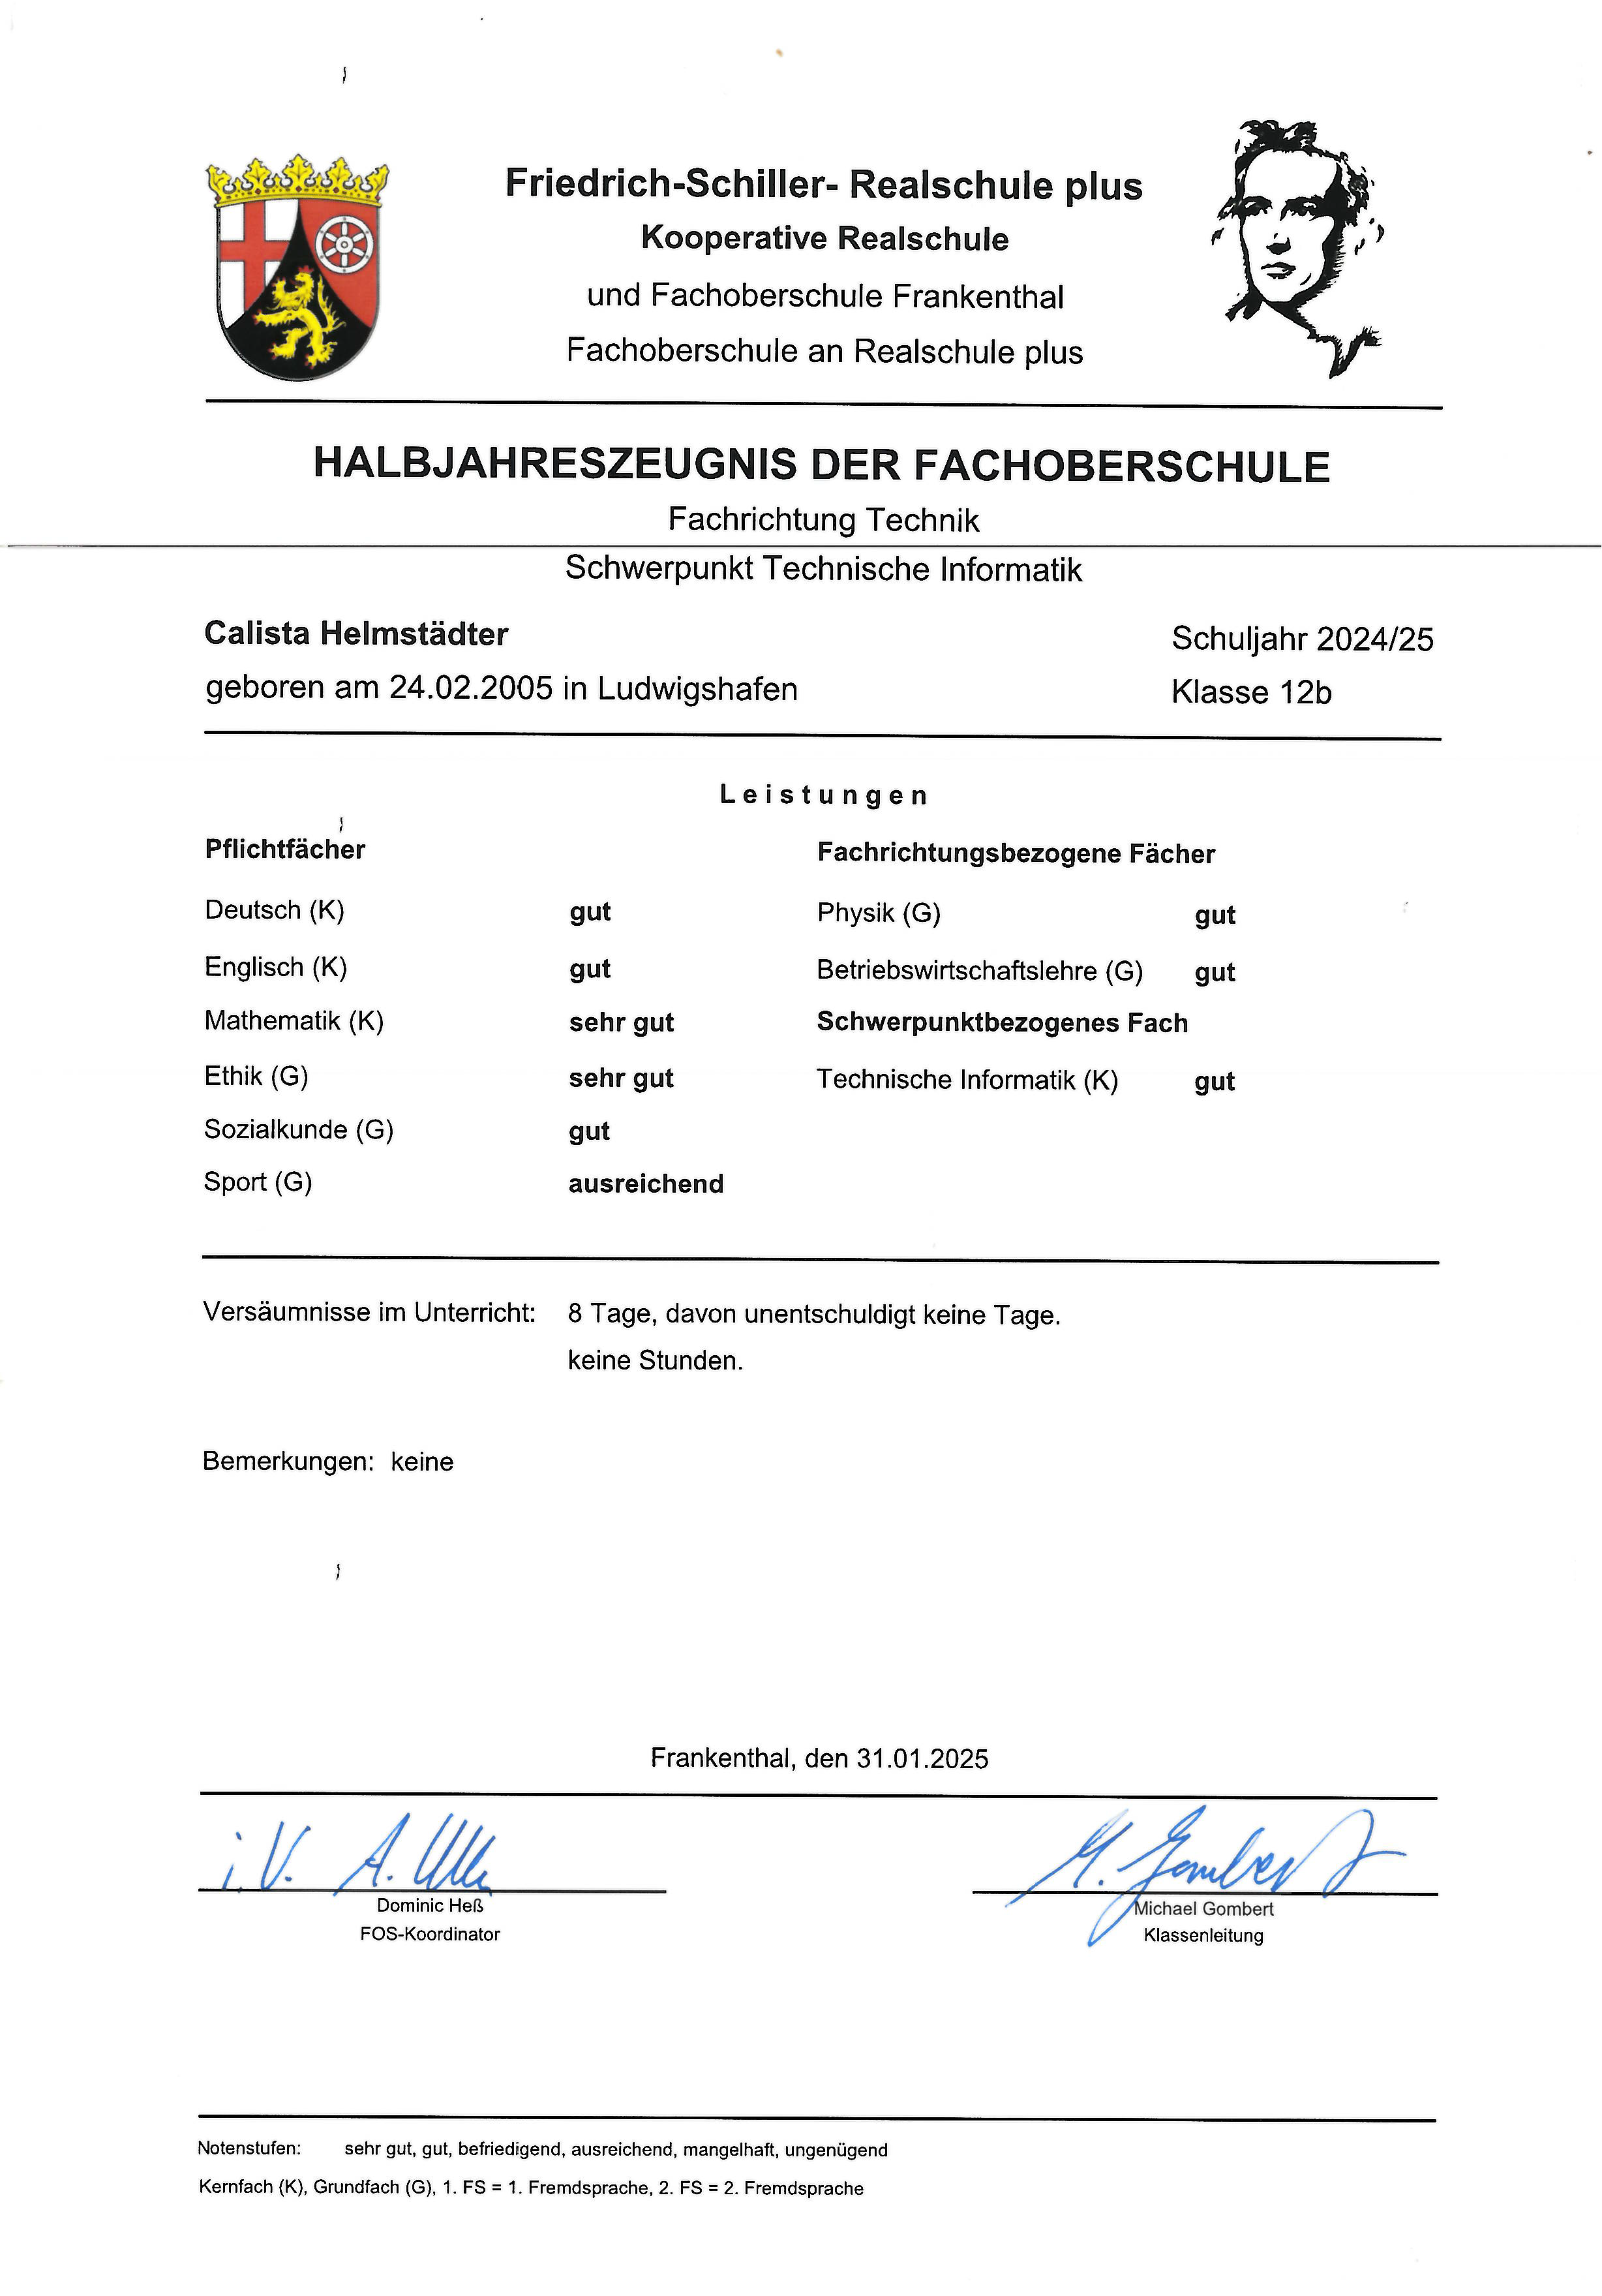 Friedrich-Schiller- Realschule plus
Kooperative Realschule
und Fachoberschule Frankenthal
Fachoberschule an Realschule plus
HALBJAHRESZEUGNIS DER FACHOBERSCHULE
Fachrichtung Technik
Schwerpunkt Technische Informatik
Calista Helmstädter Schuljahr 2024/25
geboren am 24.02.2005 in Ludwigshafen Klasse 12b
Leistungen
Pflichtfächer Fachrichtungsbezogene Fächer
Deutsch (K) gut Physik (G) gut
Englisch (K) gut Betriebswirtschaftslehre (G) gut
Mathematik (K) sehr gut Schwerpunktbezogenes Fach
Ethik (G) sehr gut Technische Informatik (K) gut
Sozialkunde (G) gut
Sport (G) ausreichend
Versäumnisse im Unterricht: 8 Tage, davon unentschuldigt keine Tage.
keine Stunden.
Bemerkungen: keine
Frankenthal, den 31.01.2025
i.V. A. M. Gombert
Dominic Heß Michael Gombert
FOS-Koordinator Klassenleitung
Notenstufen: sehr gut, gut, befriedigend, ausreichend, mangelhaft, ungenügend
Kernfach (K), Grundfach (G), 1. FS = 1. Fremdsprache, 2. FS = 2. Fremdsprache